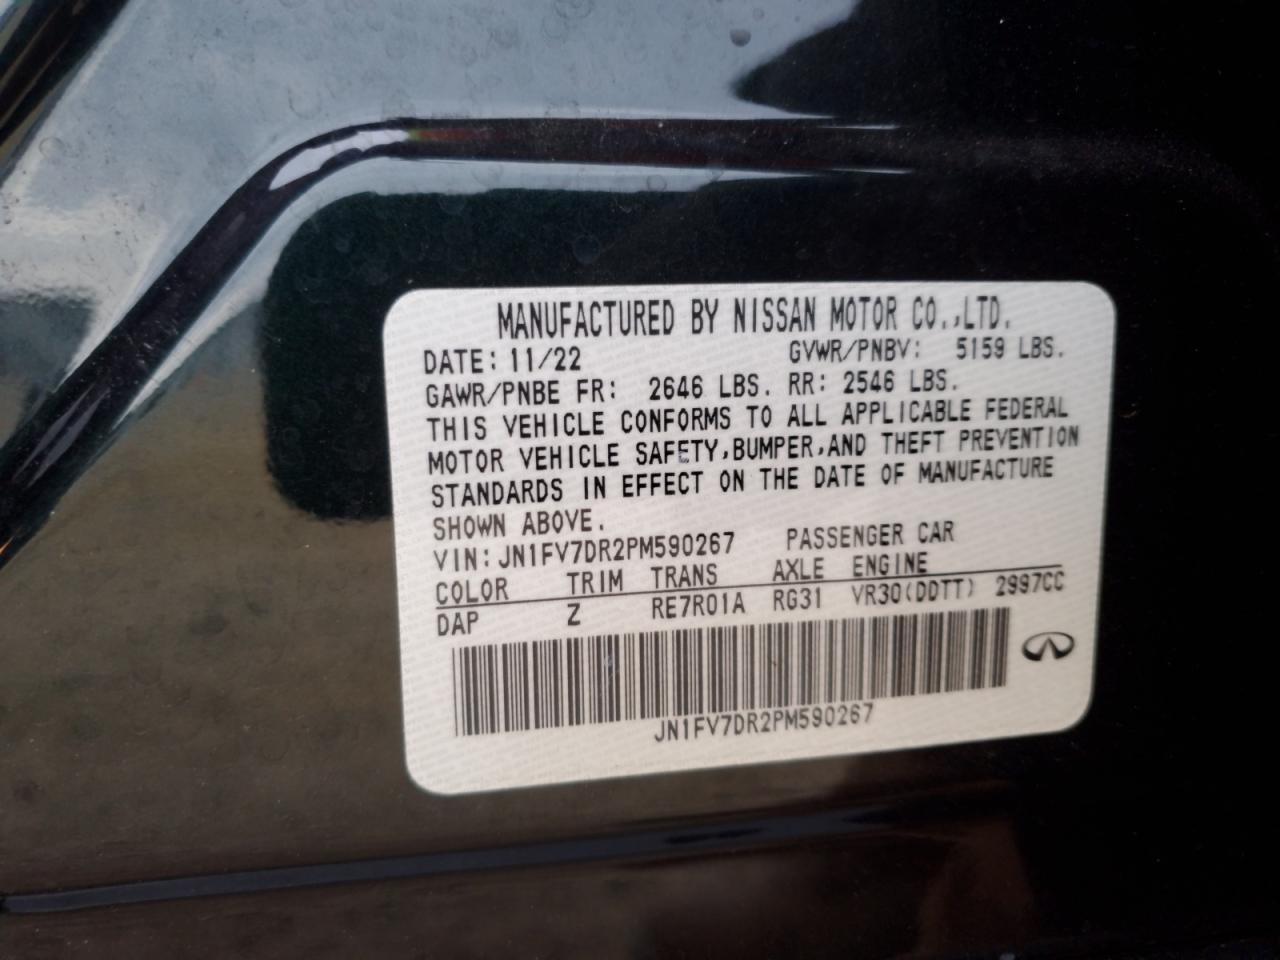 MANUFACTURED BY NISSAN MOTOR CO.,LTD.
DATE: 11/22 GVWR/PNBV: 5159 LBS.
GAWR/PNBE FR: 2646 LBS. RR: 2546 LBS.
THIS VEHICLE CONFORMS TO ALL APPLICABLE FEDERAL
MOTOR VEHICLE SAFETY,BUMPER,AND THEFT PREVENTION
STANDARDS IN EFFECT ON THE DATE OF MANUFACTURE
SHOWN ABOVE.
VIN: JN1FV7DR2PM590267 PASSENGER CAR
COLOR TRIM TRANS AXLE ENGINE
DAP Z RE7R01A RG31 VR30(DDTT) 2997CC
JN1FV7DR2PM590267